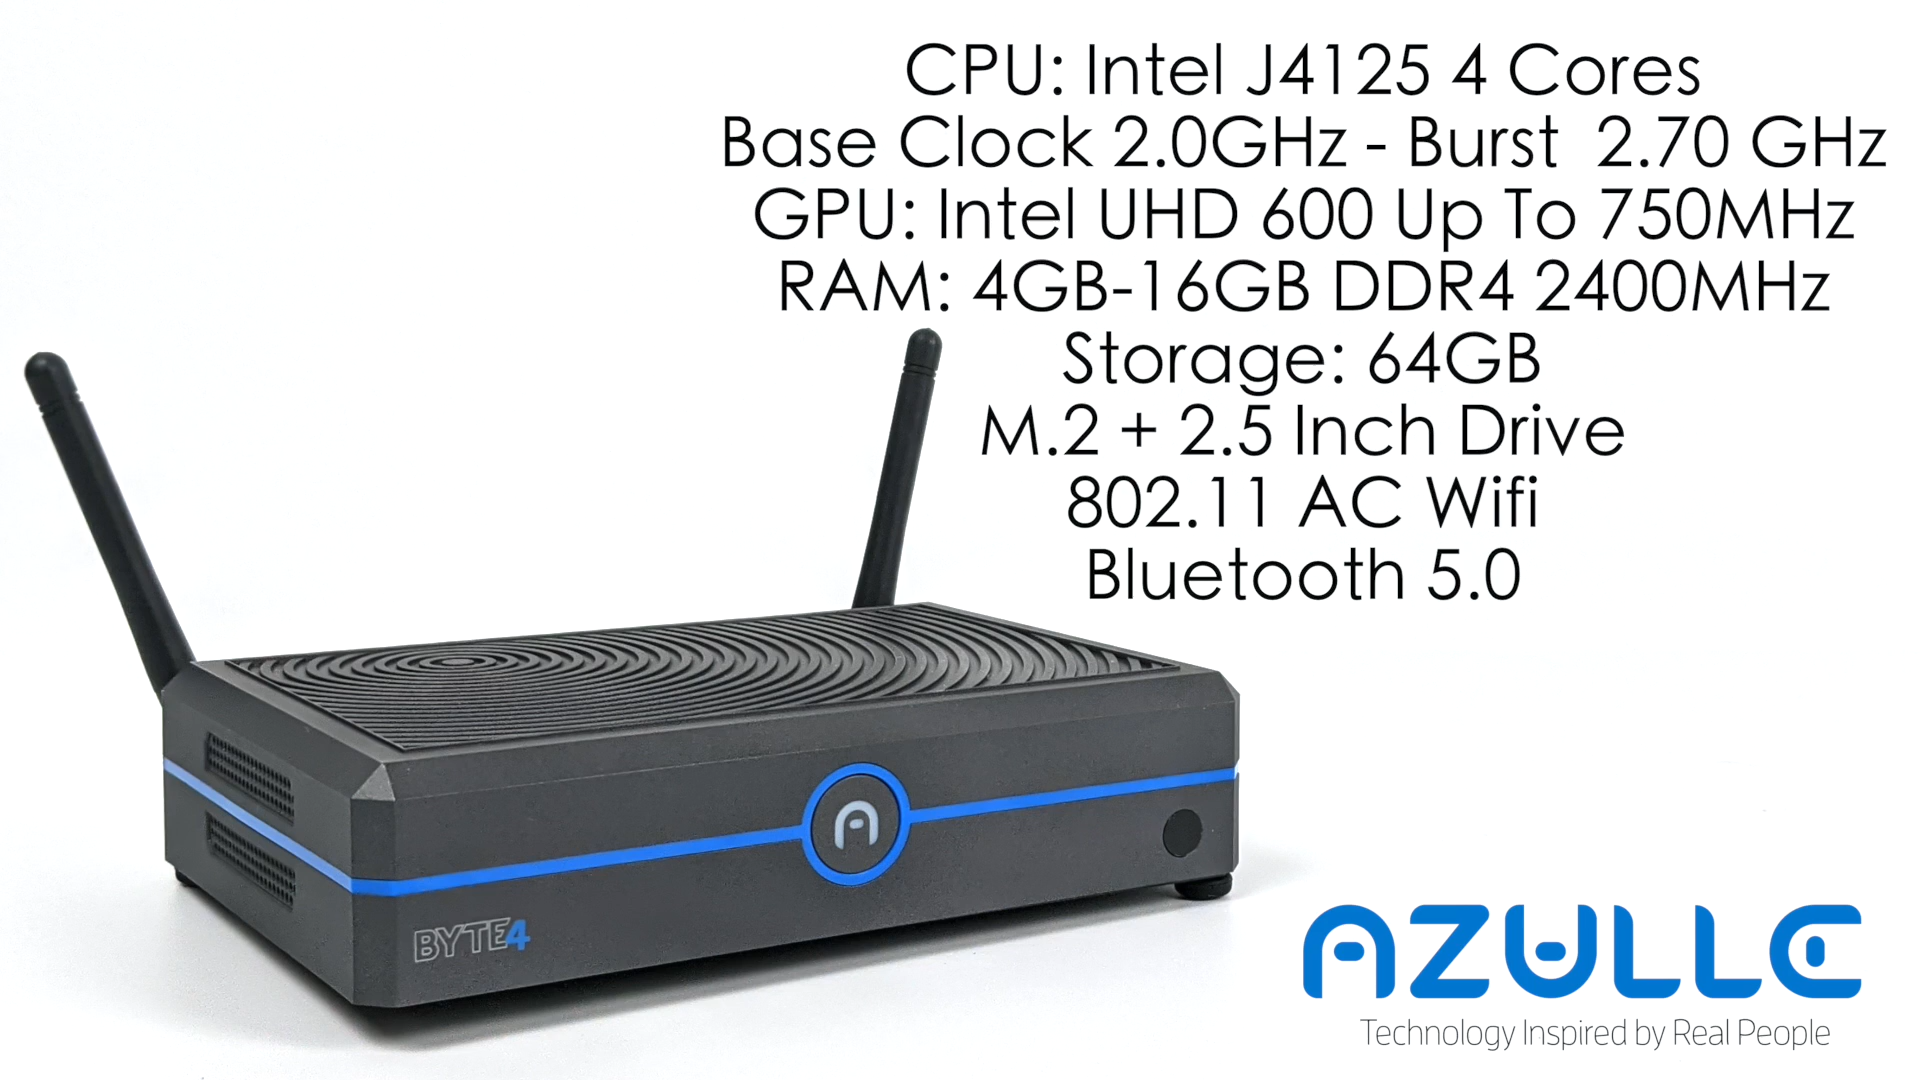 CPU: Intel J4125 4 Cores
Base Clock 2.0GHz - Burst 2.70 GHz
GPU: Intel UHD 600 Up To 750MHz
RAM: 4GB-16GB DDR4 2400MHz
Storage: 64GB
M.2 + 2.5 Inch Drive
802.11 AC Wifi
Bluetooth 5.0
BYTE4
AZULLE
Technology Inspired by Real People